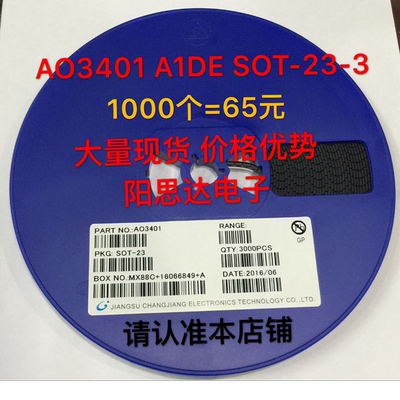 AO3401 A1DE SOT-23-3
1000个=65元
大量现货 价格优势
阳思达电子
PART NO:AO3401
RANGE:
PKG: SOT-23
QTY:3000PCS
GP
BOX NO:MX88C+16066849+A
DATE:2016/06
JIANGSU CHANGJIANG ELECTRONICS TECHNOLOGY CO.,LTD
请认准本店铺